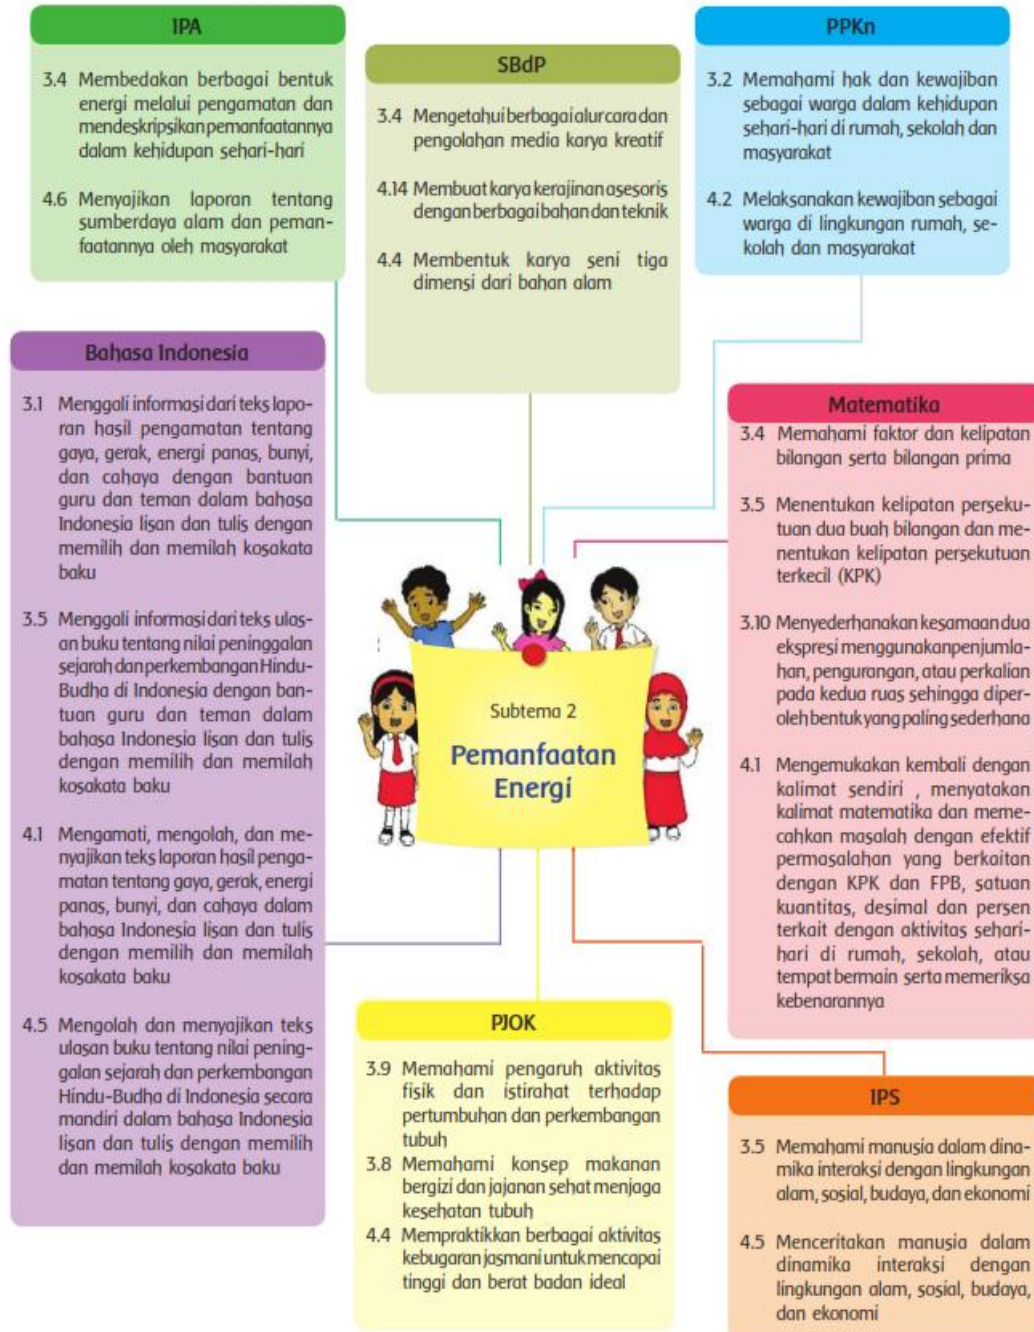 IPA
3.4 Membedakan berbagai bentuk
energi melalui pengamatan dan
mendeskripsikan pemanfaatannya
dalam kehidupan sehari-hari
4.6 Menyajikan laporan tentang
sumberdaya alam dan peman-
faatannya oleh masyarakat
SBdP
3.4 Mengetahui berbagai alur cara dan
pengolahan media karya kreatif
4.14 Membuat karya kerajinan asesoris
dengan berbagai bahan dan teknik
4.4 Membentuk karya seni tiga
dimensi dari bahan alam
PPKn
3.2 Memahami hak dan kewajiban
sebagai warga dalam kehidupan
sehari-hari di rumah, sekolah dan
masyarakat
4.2 Melaksanakan kewajiban sebagai
warga di lingkungan rumah, se-
kolah dan masyarakat
Bahasa Indonesia
3.1 Menggali informasi dari teks lapo-
ran hasil pengamatan tentang
gaya, gerak, energi panas, bunyi,
dan cahaya dengan bantuan
guru dan teman dalam bahasa
Indonesia lisan dan tulis dengan
memilih dan memilah kosakata
baku
3.5 Menggali informasi dari teks ulas-
an buku tentang nilai peninggalan
sejarah dan perkembangan Hindu-
Budha di Indonesia dengan ban-
tuan guru dan teman dalam
bahasa Indonesia lisan dan tulis
dengan memilih dan memilah
kosakata baku
4.1 Mengamati, mengolah, dan me-
nyajikan teks laporan hasil penga-
matan tentang gaya, gerak, energi
panas, bunyi, dan cahaya dalam
bahasa Indonesia lisan dan tulis
dengan memilih dan memilah
kosakata baku
4.5 Mengolah dan menyajikan teks
ulasan buku tentang nilai pening-
galan sejarah dan perkembangan
Hindu-Budha di Indonesia secara
mandiri dalam bahasa Indonesia
lisan dan tulis dengan memilih
dan memilah kosakata baku
Subtema 2
Pemanfaatan
Energi
Matematika
3.4 Memahami faktor dan kelipatan
bilangan serta bilangan prima
3.5 Menentukan kelipatan perseku-
tuan dua buah bilangan dan me-
nentukan kelipatan persekutuan
terkecil (KPK)
3.10 Menyederhanakan kesamaan dua
ekspresi menggunakan penjumla-
han, pengurangan, atau perkalian
pada kedua ruas sehingga diper-
oleh bentuk yang paling sederhana
4.1 Mengemukakan kembali dengan
kalimat sendiri , menyatakan
kalimat matematika dan meme-
cahkan masalah dengan efektif
permasalahan yang berkaitan
dengan KPK dan FPB, satuan
kuantitas, desimal dan persen
terkait dengan aktivitas sehari-
hari di rumah, sekolah, atau
tempat bermain serta memeriksa
kebenarannya
PJOK
3.9 Memahami pengaruh aktivitas
fisik dan istirahat terhadap
pertumbuhan dan perkembangan
tubuh
3.8 Memahami konsep makanan
bergizi dan jajanan sehat menjaga
kesehatan tubuh
4.4 Mempraktikkan berbagai aktivitas
kebugaran jasmani untuk mencapai
tinggi dan berat badan ideal
IPS
3.5 Memahami manusia dalam dina-
mika interaksi dengan lingkungan
alam, sosial, budaya, dan ekonomi
4.5 Menceritakan manusia dalam
dinamika interaksi dengan
lingkungan alam, sosial, budaya,
dan ekonomi